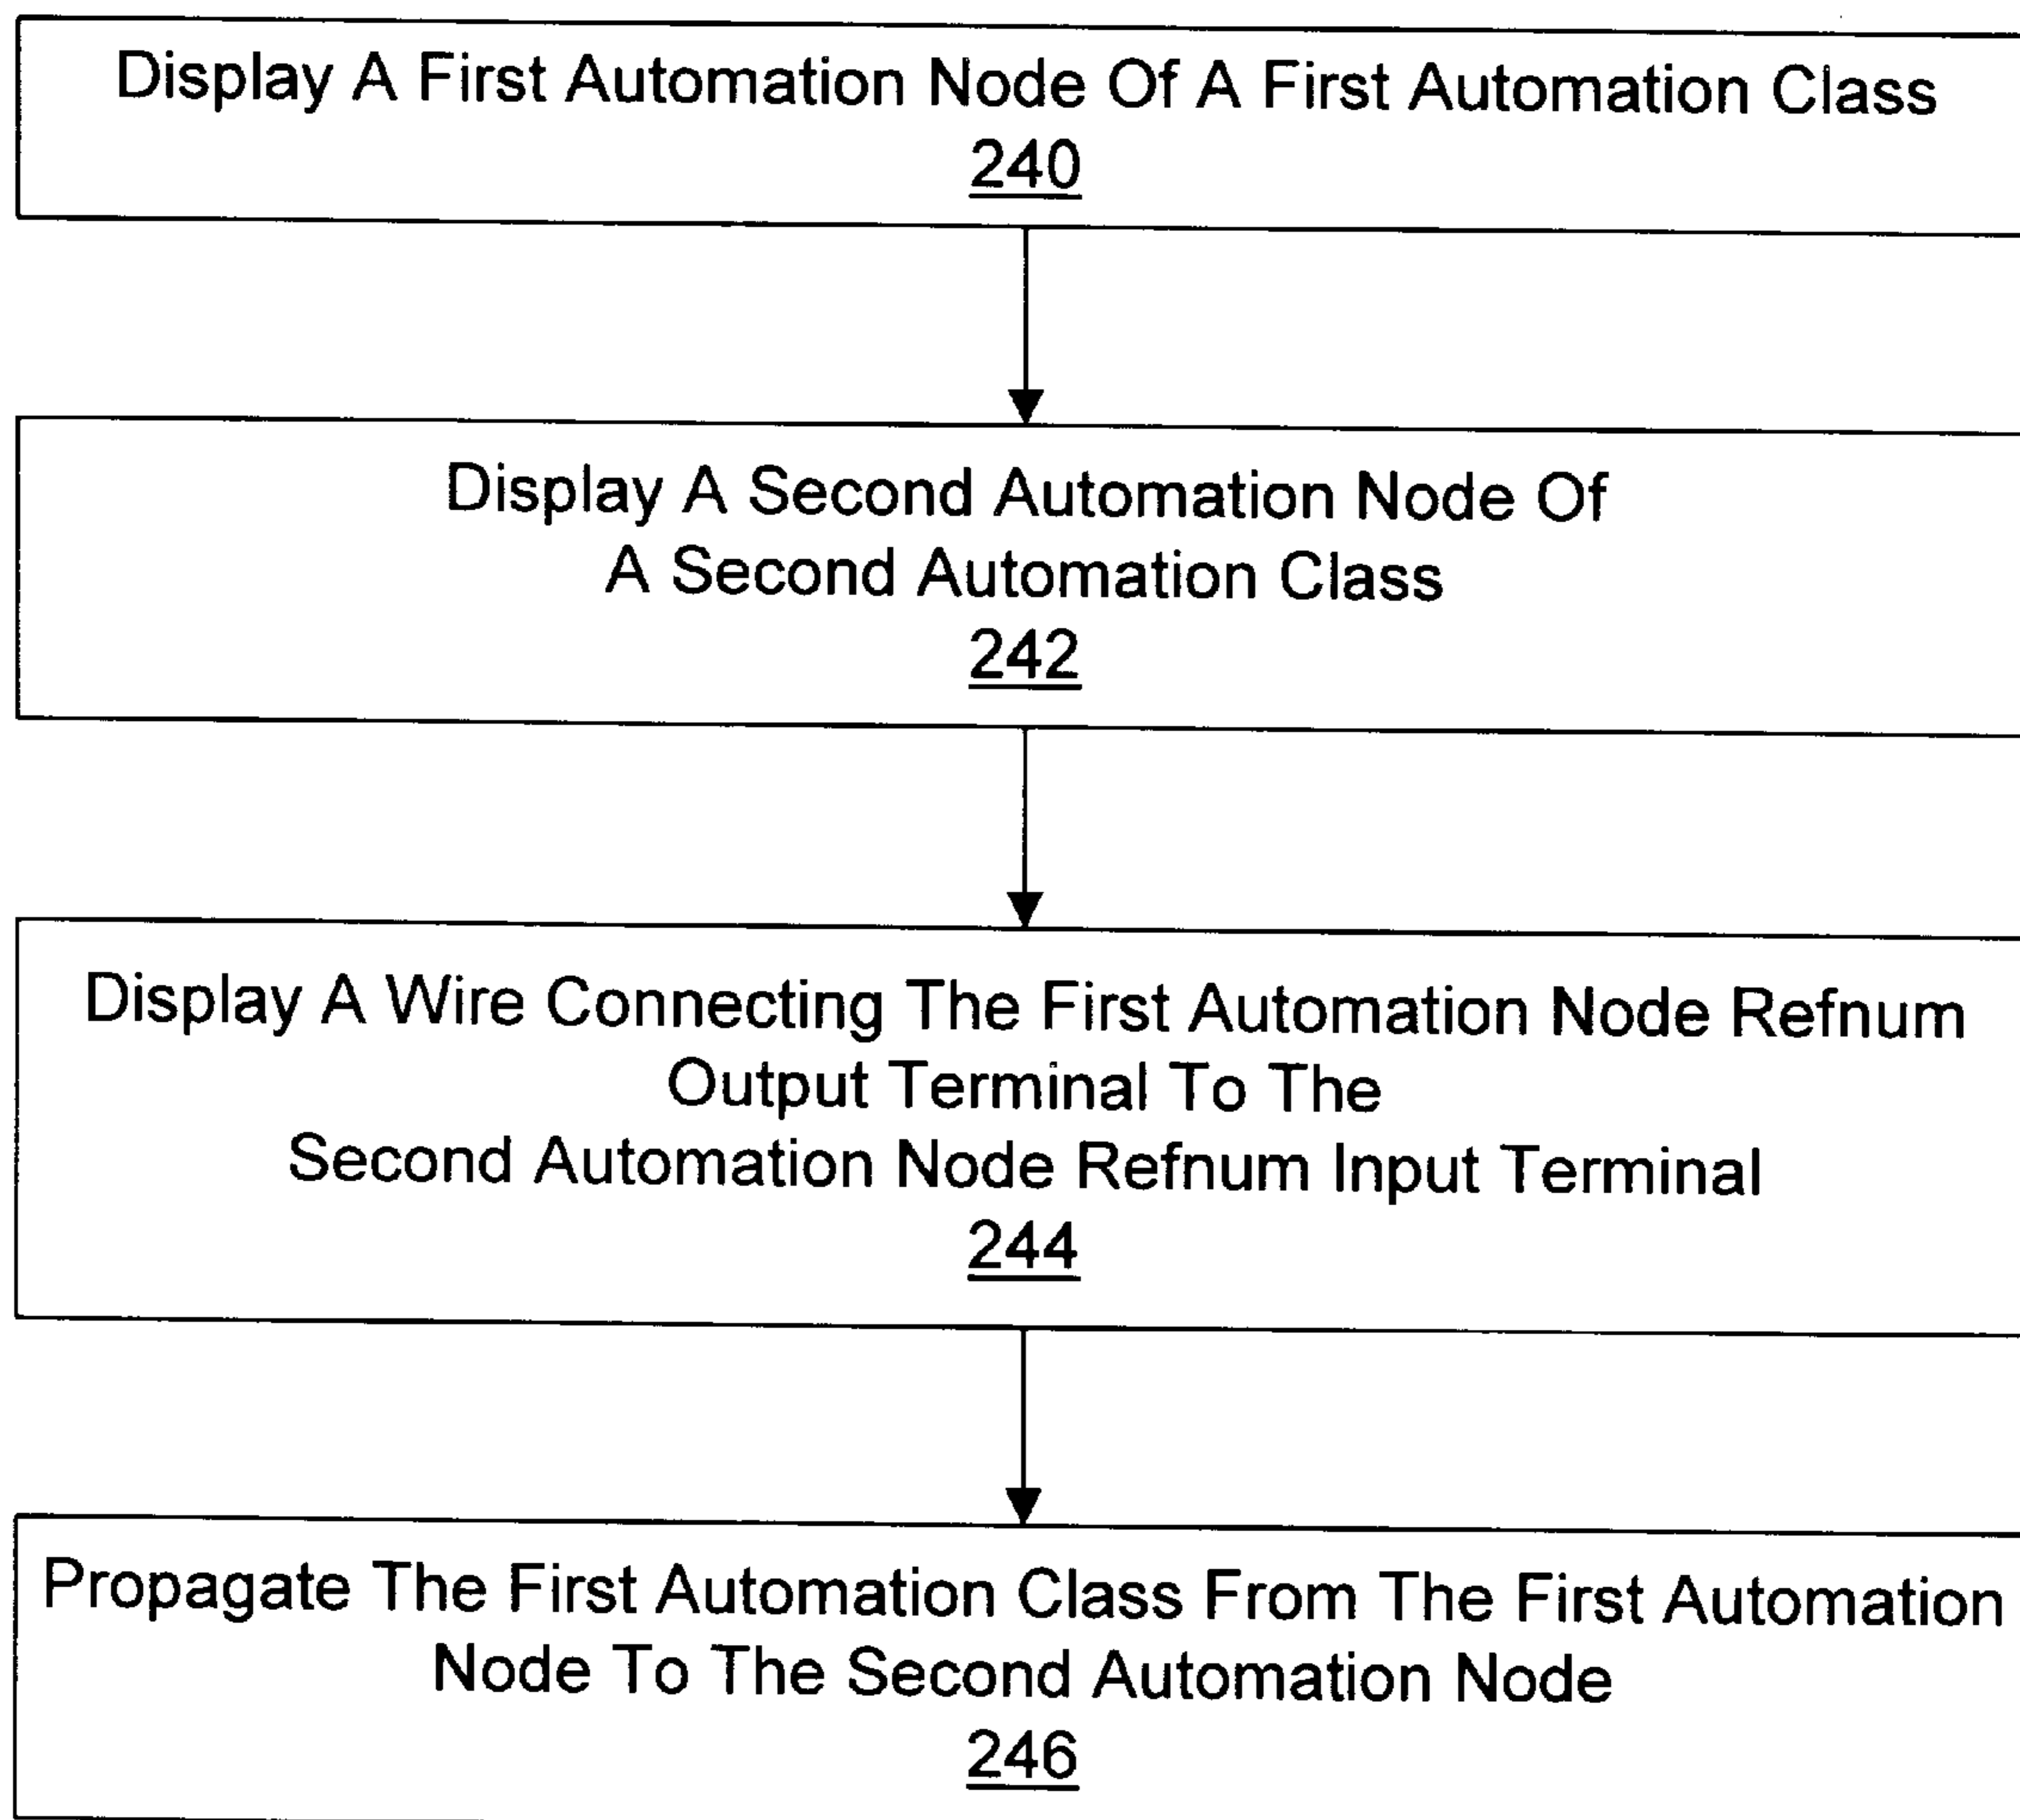 Display A First Automation Node Of A First Automation Class
240
Display A Second Automation Node Of
A Second Automation Class
242
Display A Wire Connecting The First Automation Node Refnum
Output Terminal To The
Second Automation Node Refnum Input Terminal
244
Propagate The First Automation Class From The First Automation
Node To The Second Automation Node
246